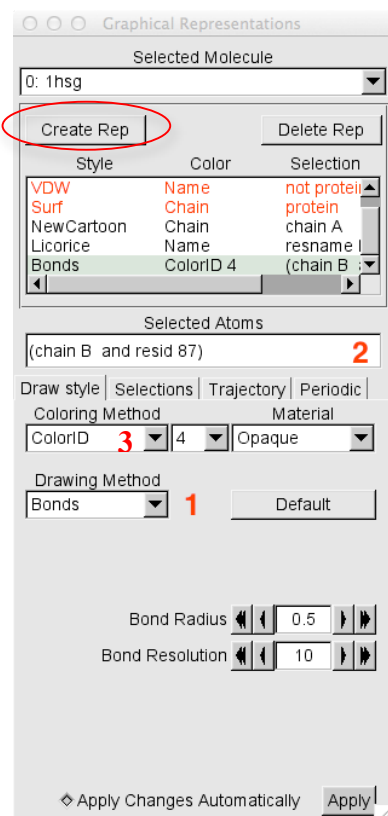 Graphical Representations
Selected Molecule
0: 1hsg
Create Rep Delete Rep
Style Color Selection
VDW Name not protein
Surf Chain protein
NewCartoon Chain chain A
Licorice Name resname
Bonds ColorID 4 (chain B
Selected Atoms
(chain B and resid 87) 2
Draw style Selections Trajectory Periodic
Coloring Method Material
ColorID 3 4 Opaque
Drawing Method
Bonds 1 Default
Bond Radius 0.5
Bond Resolution 10
Apply Changes Automatically Apply